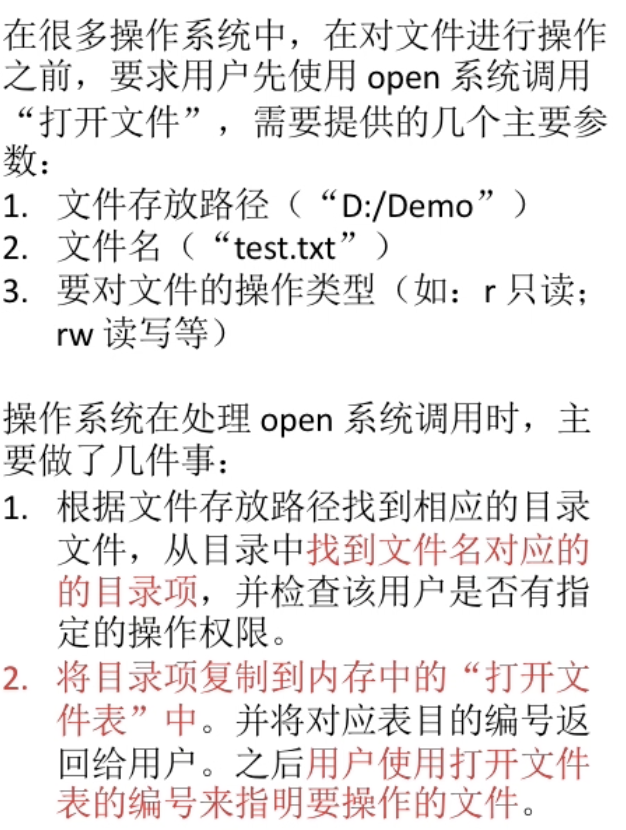 在很多操作系统中，在对文件进行操作
之前，要求用户先使用 open 系统调用
“打开文件”，需要提供的几个主要参
数：
1. 文件存放路径（“D:/Demo”）
2. 文件名（“test.txt”）
3. 要对文件的操作类型（如：r 只读；
rw 读写等）
操作系统在处理 open 系统调用时，主
要做了几件事：
1. 根据文件存放路径找到相应的目录
文件，从目录中找到文件名对应的
的目录项，并检查该用户是否有指
定的操作权限。
2. 将目录项复制到内存中的“打开文
件表”中。并将对应表目的编号返
回给用户。之后用户使用打开文件
表的编号来指明要操作的文件。